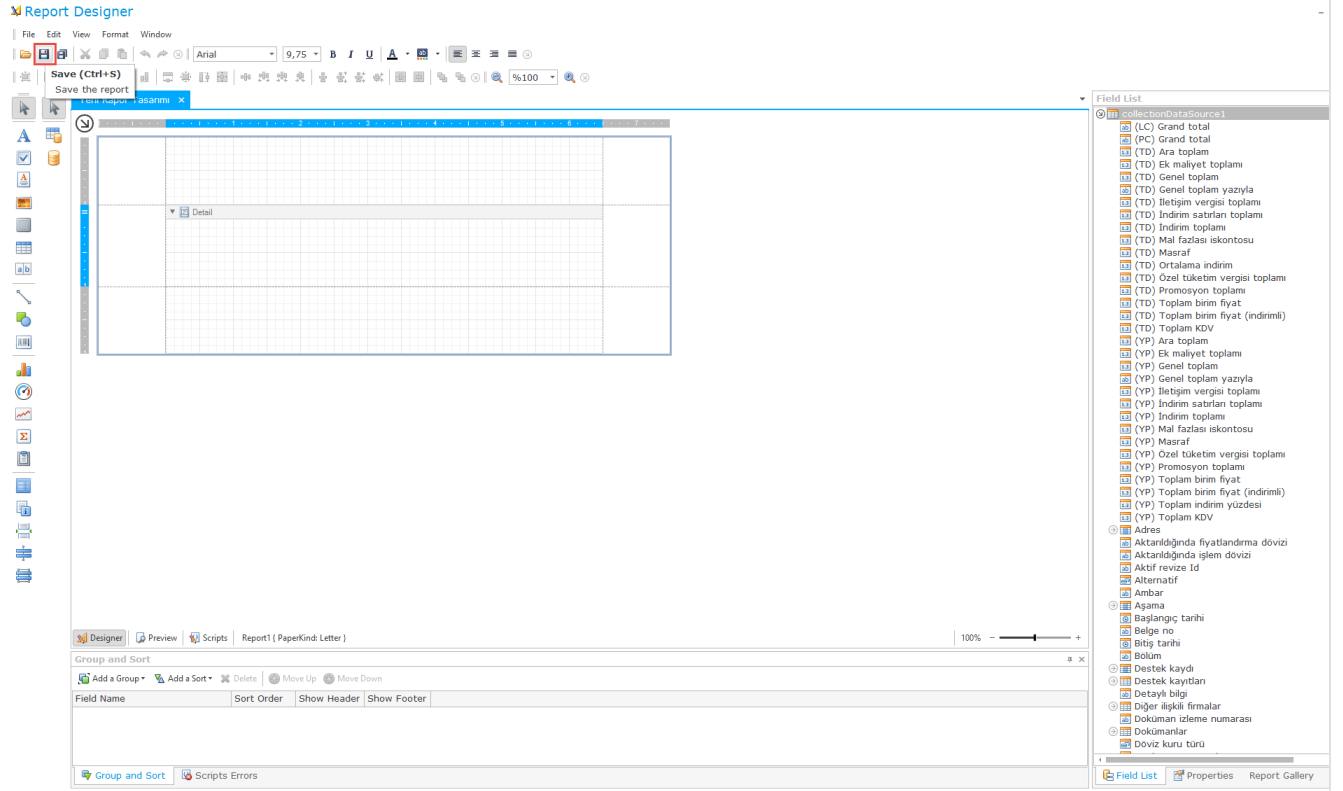 Report Designer
File Edit View Format Window
Arial 9,75 B I U A ab
%100
Save (Ctrl+S)
Save the report
Yeni Rapor Tasarımı ×
1 2 3 4 5 6 7
Detail
Designer Preview Scripts Report1 { PaperKind: Letter } 100% − +
Group and Sort
Add a Group Add a Sort Delete Move Up Move Down
Field Name Sort Order Show Header Show Footer
Group and Sort Scripts Errors
Field List
collectionDataSource1
(LC) Grand total
(PC) Grand total
(TD) Ara toplam
(TD) Ek maliyet toplamı
(TD) Genel toplam
(TD) Genel toplam yazıyla
(TD) İletişim vergisi toplamı
(TD) İndirim satırları toplamı
(TD) İndirim toplamı
(TD) Mal fazlası iskontosu
(TD) Masraf
(TD) Ortalama indirim
(TD) Özel tüketim vergisi toplamı
(TD) Promosyon toplamı
(TD) Toplam birim fiyat
(TD) Toplam birim fiyat (indirimli)
(TD) Toplam KDV
(YP) Ara toplam
(YP) Ek maliyet toplamı
(YP) Genel toplam
(YP) Genel toplam yazıyla
(YP) İletişim vergisi toplamı
(YP) İndirim satırları toplamı
(YP) İndirim toplamı
(YP) Mal fazlası iskontosu
(YP) Masraf
(YP) Özel tüketim vergisi toplamı
(YP) Promosyon toplamı
(YP) Toplam birim fiyat
(YP) Toplam birim fiyat (indirimli)
(YP) Toplam indirim yüzdesi
(YP) Toplam KDV
Adres
Aktarıldığında fiyatlandırma dövizi
Aktarıldığında işlem dövizi
Aktif revize Id
Alternatif
Ambar
Aşama
Başlangıç tarihi
Belge no
Bitiş tarihi
Bölüm
Destek kaydı
Destek kayıtları
Detaylı bilgi
Diğer ilişkili firmalar
Doküman izleme numarası
Dokümanlar
Döviz kuru türü
Field List Properties Report Gallery